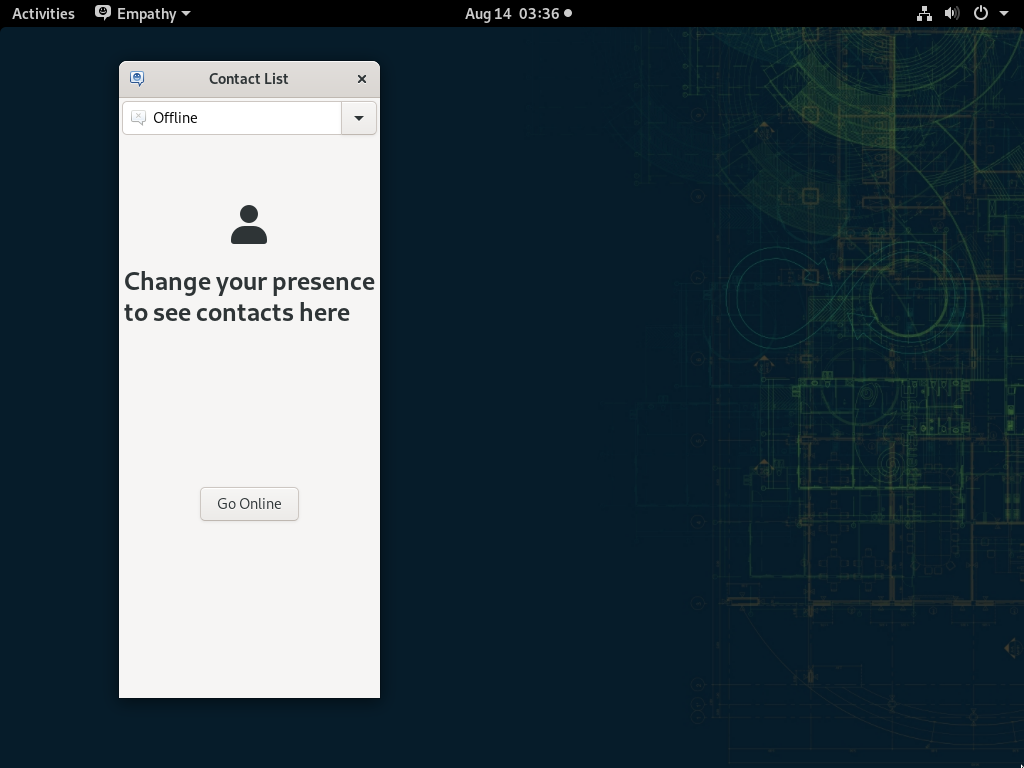 Activities Empathy Aug 14 03:36
Contact List
Offline
Change your presence
to see contacts here
Go Online